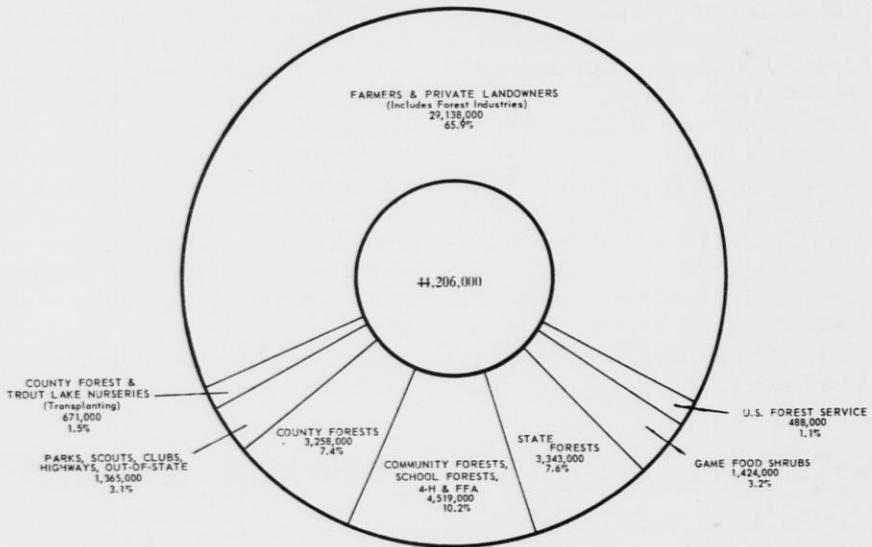 FARMERS & PRIVATE LANDOWNERS
(Includes Forest Industries)
29,138,000
65.9%
44,206,000
COUNTY FOREST &
TROUT LAKE NURSERIES
(Transplanting)
671,000
1.5%
PARKS, SCOUTS, CLUBS,
HIGHWAYS, OUT-OF-STATE
1,365,000
3.1%
COUNTY FORESTS
3,258,000
7.4%
COMMUNITY FORESTS,
SCHOOL FORESTS,
4-H & FFA
4,519,000
10.2%
STATE
FORESTS
3,343,000
7.6%
GAME FOOD SHRUBS
1,424,000
3.2%
U.S. FOREST SERVICE
488,000
1.1%